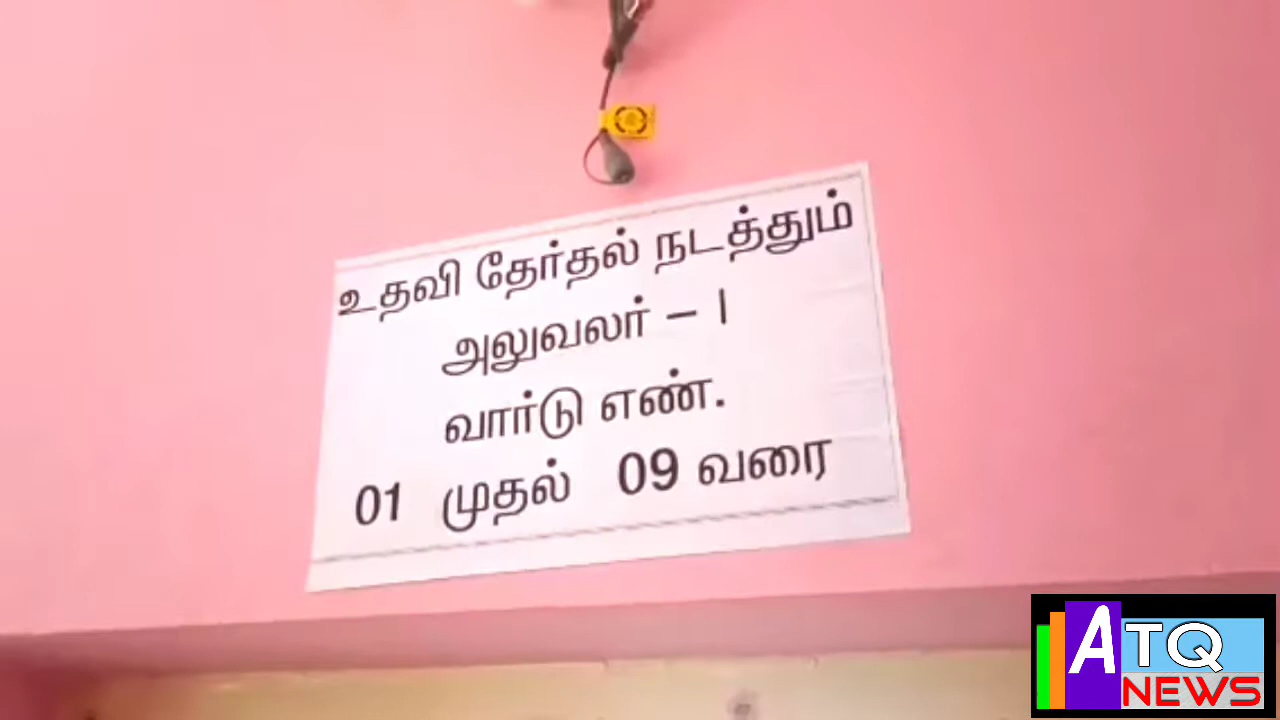 உதவி தேர்தல் நடத்தும்
அலுவலர் – I
வார்டு எண்.
01 முதல் 09 வரை
ATQ
NEWS